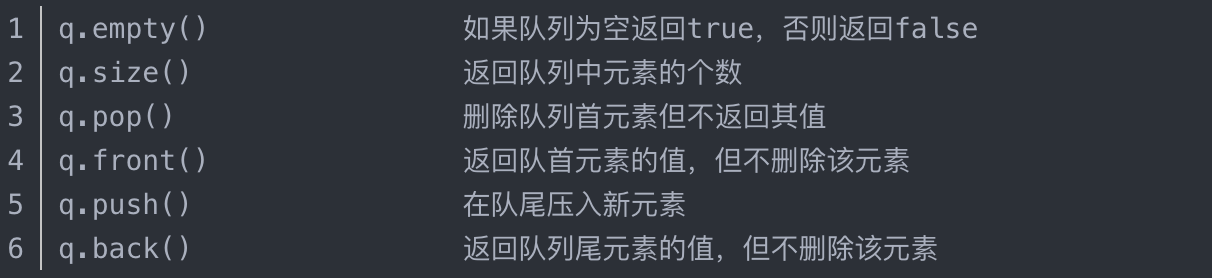 1 q.empty() 如果队列为空返回true，否则返回false
2 q.size() 返回队列中元素的个数
3 q.pop() 删除队列首元素但不返回其值
4 q.front() 返回队首元素的值，但不删除该元素
5 q.push() 在队尾压入新元素
6 q.back() 返回队列尾元素的值，但不删除该元素